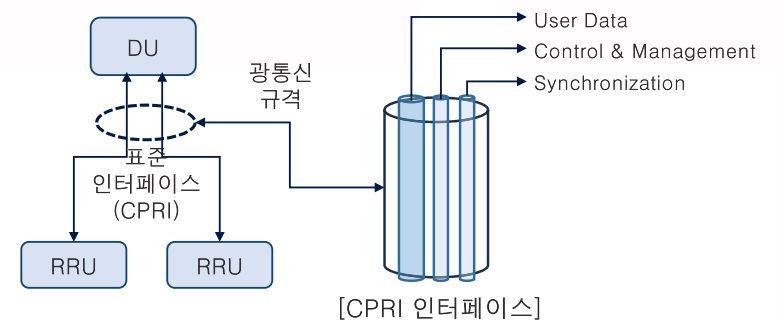 DU
표준
인터페이스
(CPRI)
RRU
RRU
광통신
규격
User Data
Control & Management
Synchronization
[CPRI 인터페이스]